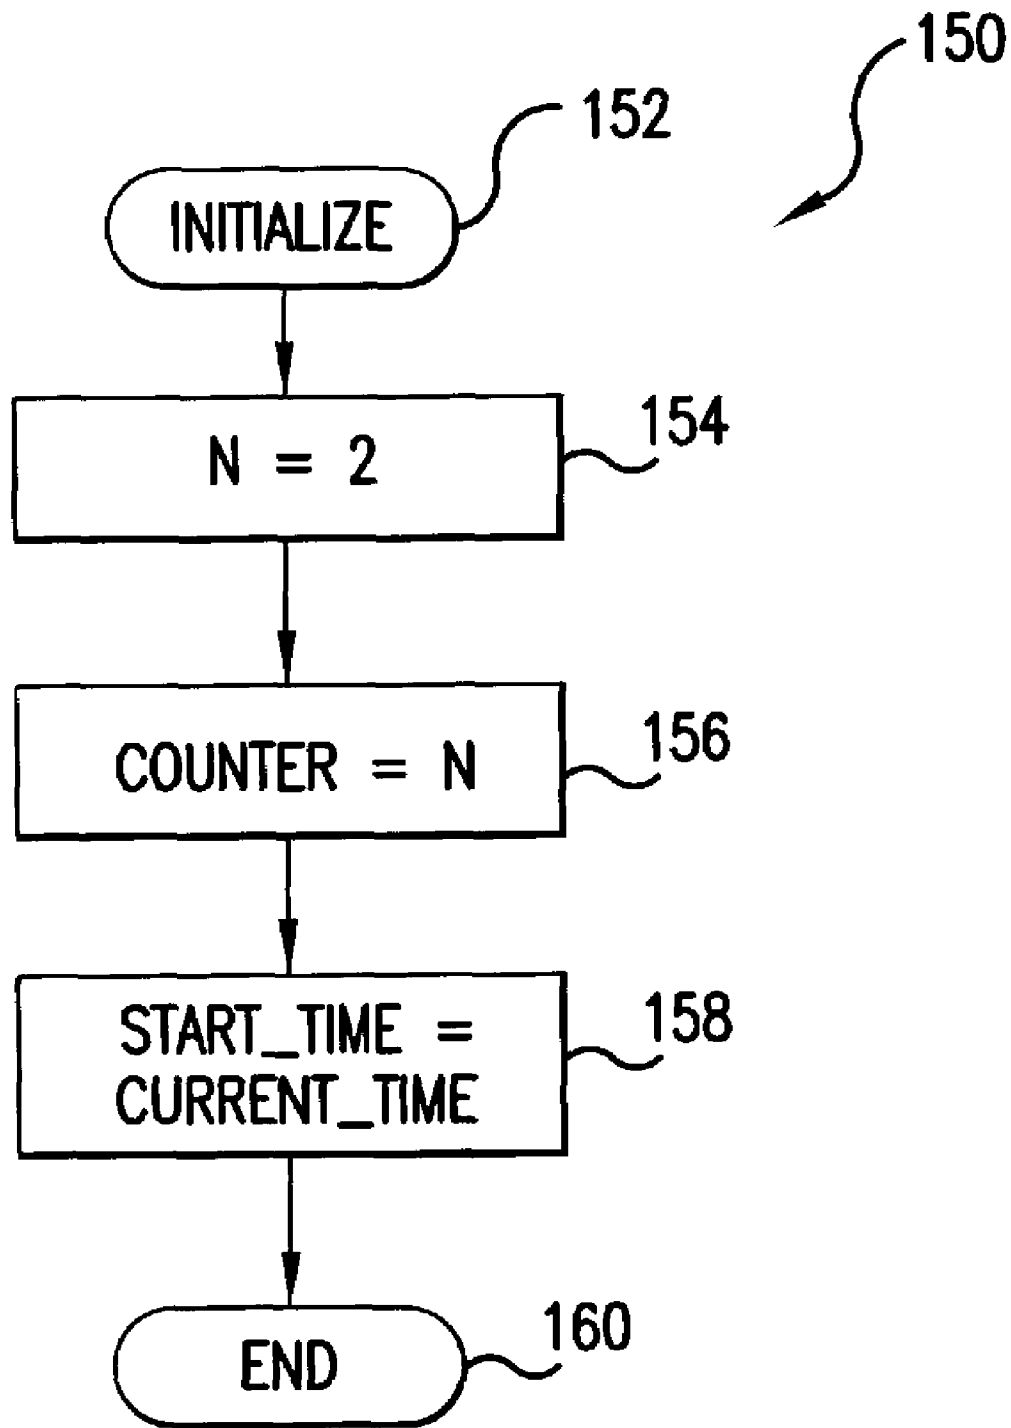 150
152
INITIALIZE
154
N = 2
156
COUNTER = N
158
START_TIME =
CURRENT_TIME
160
END